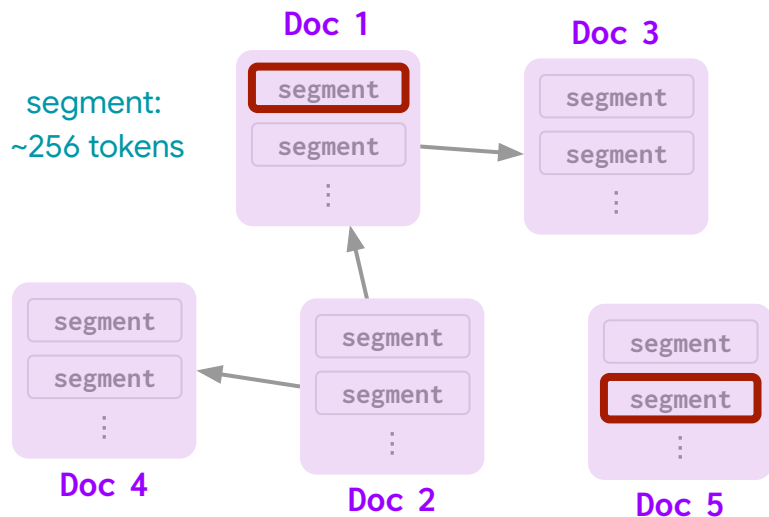 Doc 1
segment
segment
⋮
Doc 3
segment
segment
⋮
segment:
~256 tokens
segment
segment
⋮
Doc 4
segment
segment
⋮
Doc 2
segment
segment
⋮
Doc 5